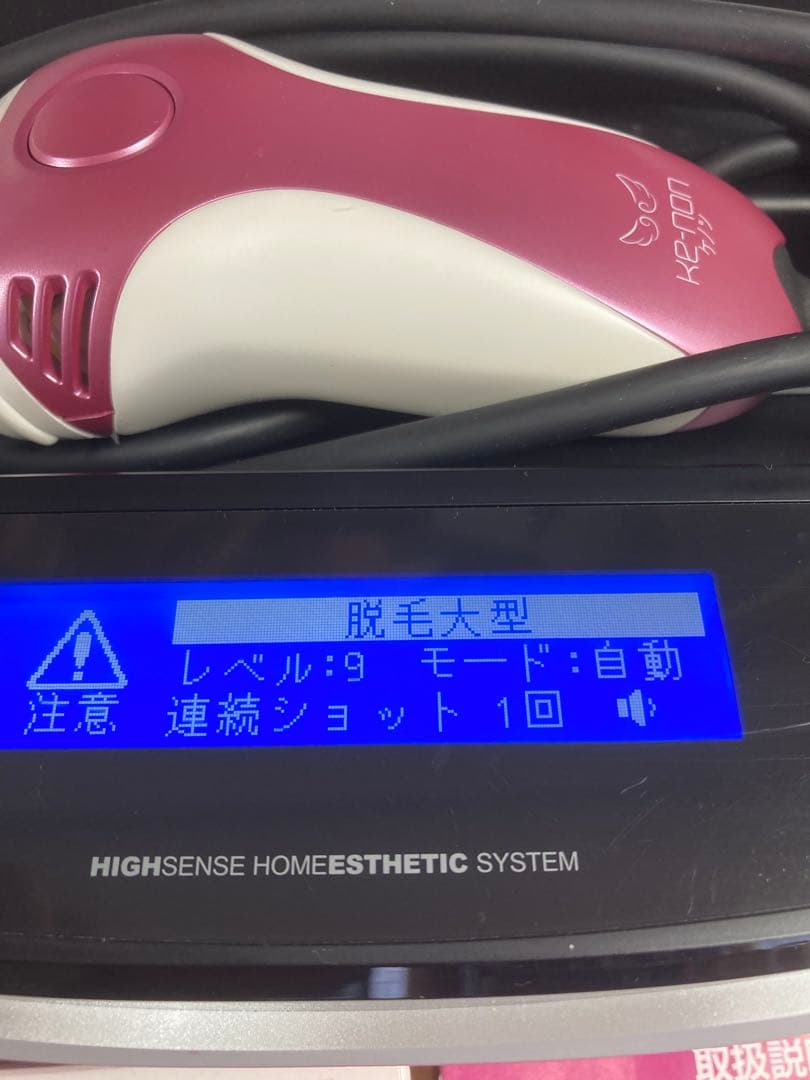 Ke-non
ケノン
脱毛大型
レベル:9 モード:自動
注意 連続ショット 1回
HIGHSENSE HOMEESTHETIC SYSTEM
取扱説